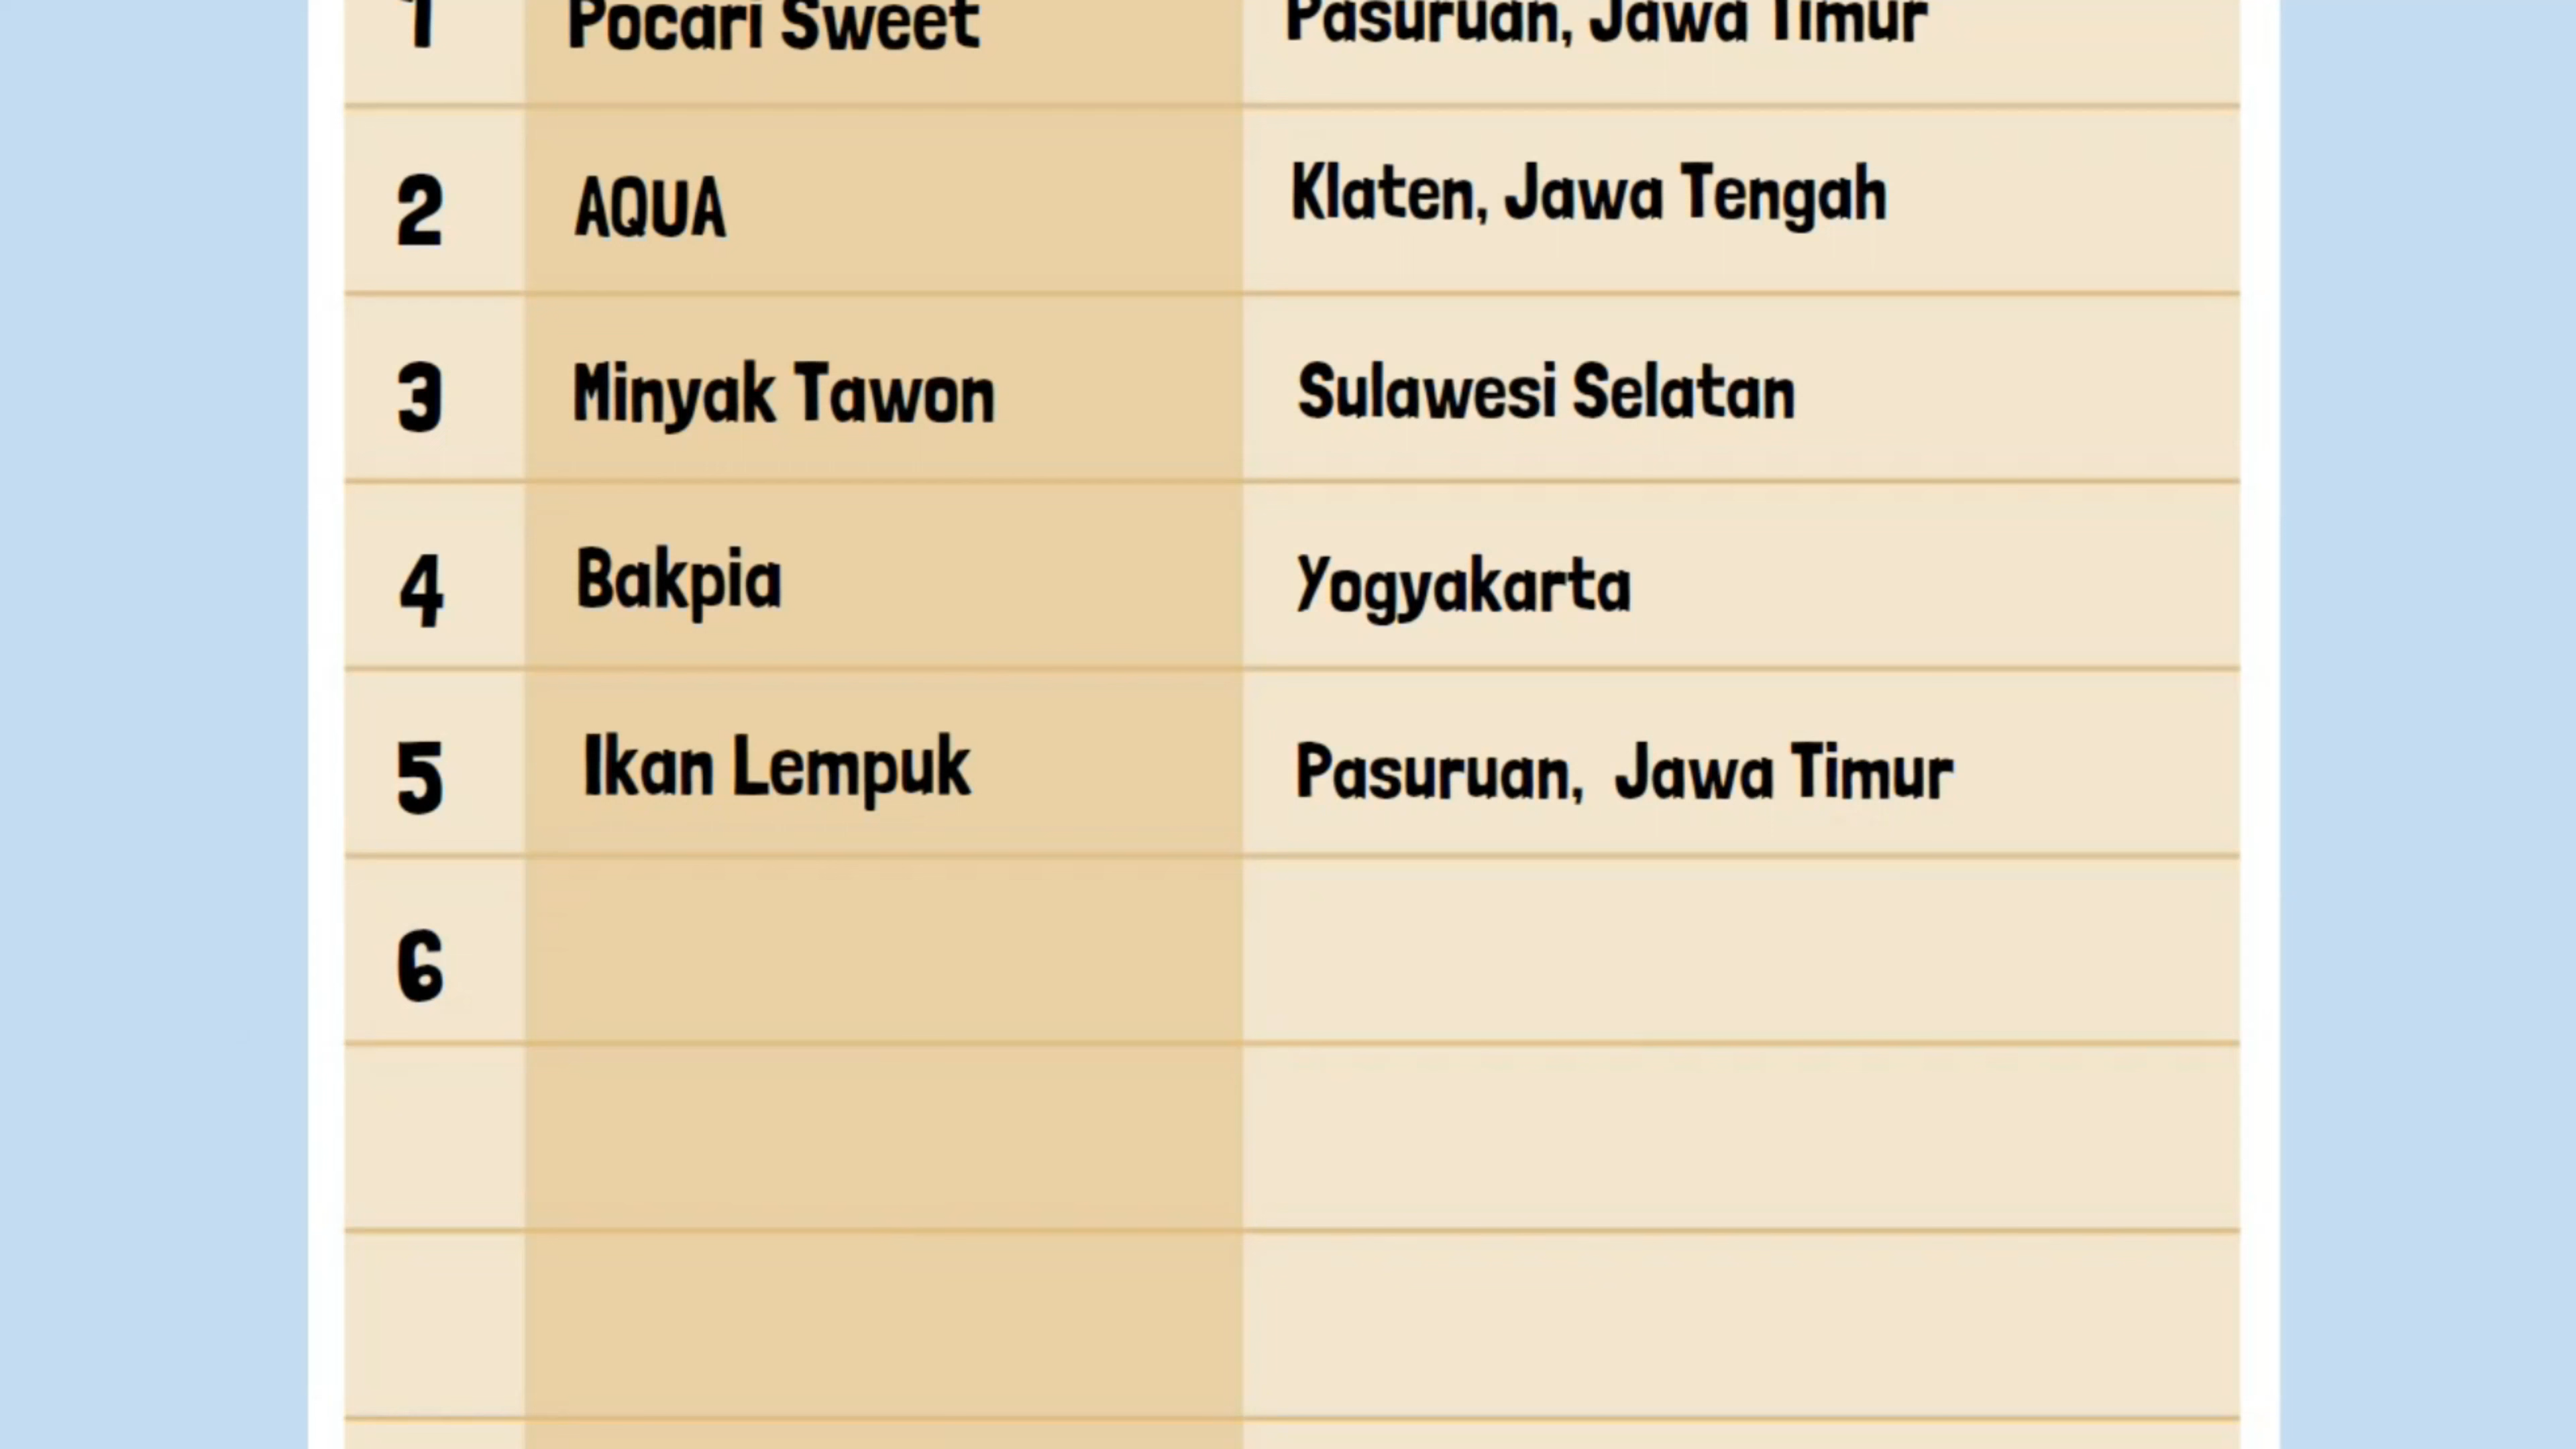 1 Pocari Sweet Pasuruan, Jawa Timur
2 AQUA Klaten, Jawa Tengah
3 Minyak Tawon Sulawesi Selatan
4 Bakpia Yogyakarta
5 Ikan Lempuk Pasuruan, Jawa Timur
6